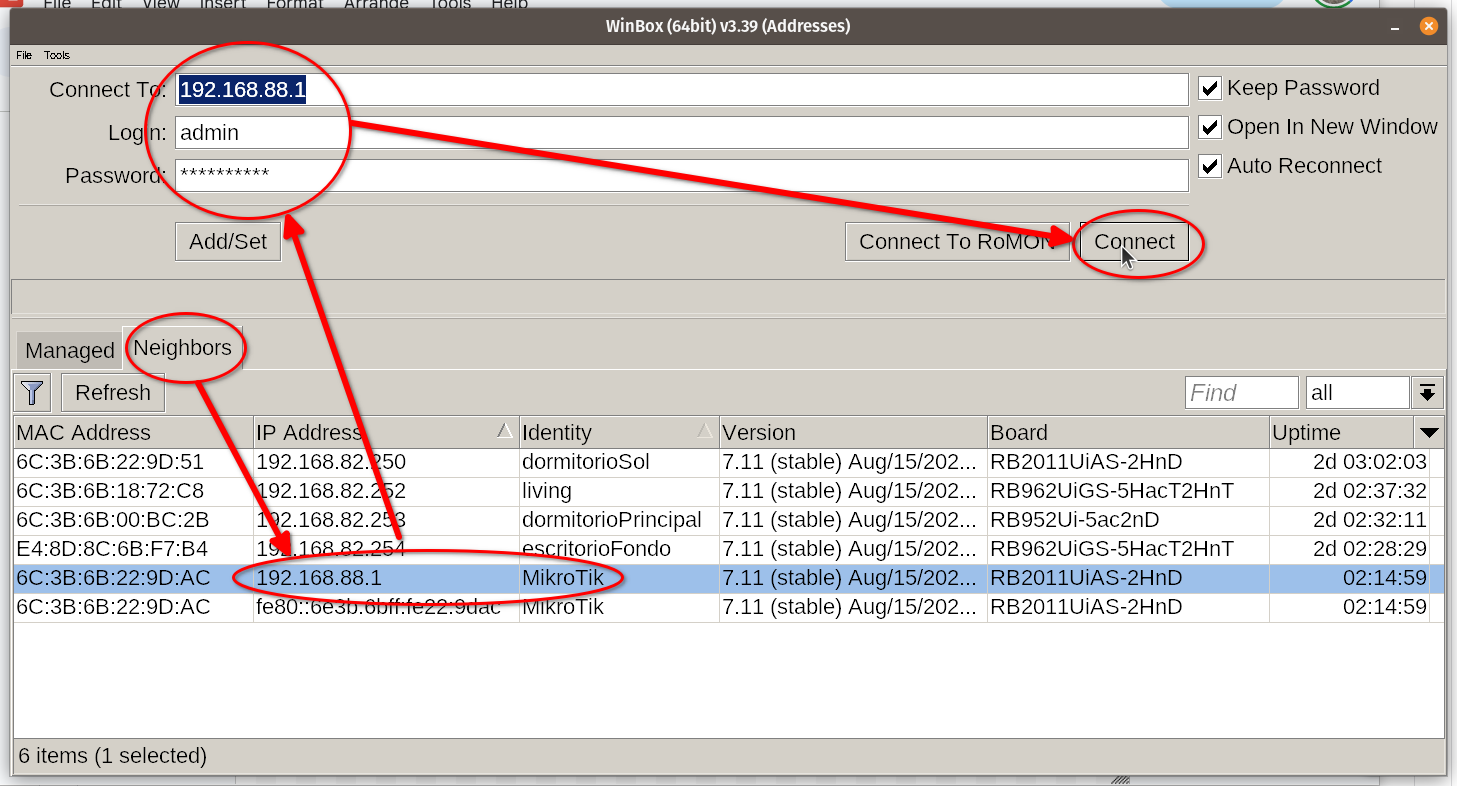 File Edit View Insert Format Arrange Tools Help
WinBox (64bit) v3.39 (Addresses)
File Tools
Connect To: 192.168.88.1
Keep Password
Login: admin
Open In New Window
Password: **********
Auto Reconnect
Add/Set Connect To RoMON Connect
Managed Neighbors
Refresh Find all
MAC Address IP Address Identity Version Board Uptime
6C:3B:6B:22:9D:51 192.168.82.250 dormitorioSol 7.11 (stable) Aug/15/202... RB2011UiAS-2HnD 2d 03:02:03
6C:3B:6B:18:72:C8 192.168.82.252 living 7.11 (stable) Aug/15/202... RB962UiGS-5HacT2HnT 2d 02:37:32
6C:3B:6B:00:BC:2B 192.168.82.253 dormitorioPrincipal 7.11 (stable) Aug/15/202... RB952Ui-5ac2nD 2d 02:32:11
E4:8D:8C:6B:F7:B4 192.168.82.254 escritorioFondo 7.11 (stable) Aug/15/202... RB962UiGS-5HacT2HnT 2d 02:28:29
6C:3B:6B:22:9D:AC 192.168.88.1 MikroTik 7.11 (stable) Aug/15/202... RB2011UiAS-2HnD 02:14:59
6C:3B:6B:22:9D:AC fe80::6e3b:6bff:fe22:9dac MikroTik 7.11 (stable) Aug/15/202... RB2011UiAS-2HnD 02:14:59
6 items (1 selected)